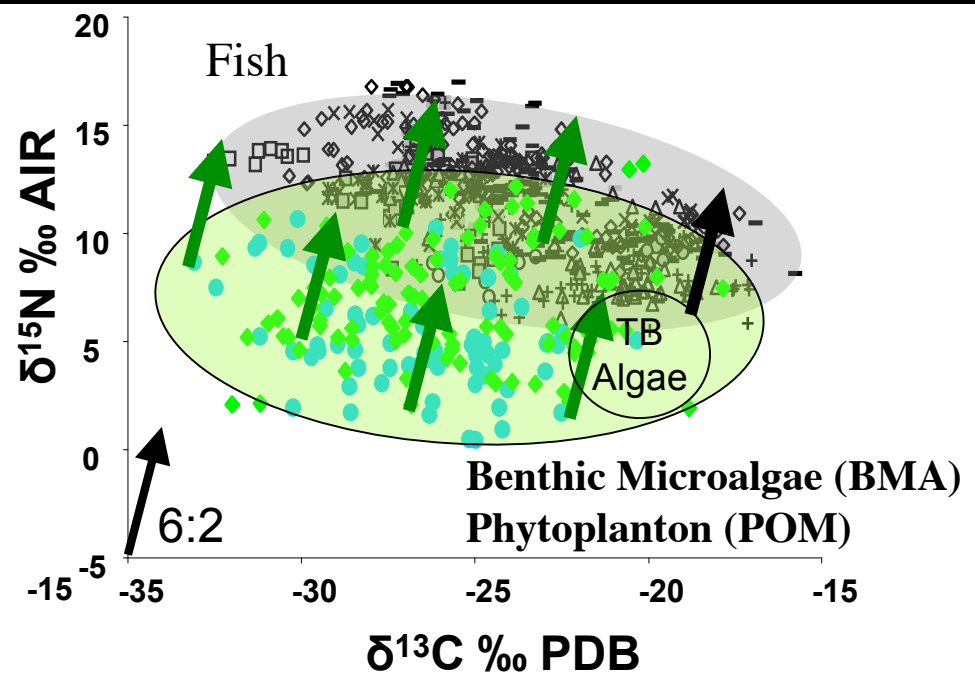 20
Fish
15
δ15N ‰ AIR
10
5
TB
Algae
0
Benthic Microalgae (BMA)
6:2
Phytoplanton (POM)
-5
-15 -35 -30 -25 -20 -15
δ13C ‰ PDB